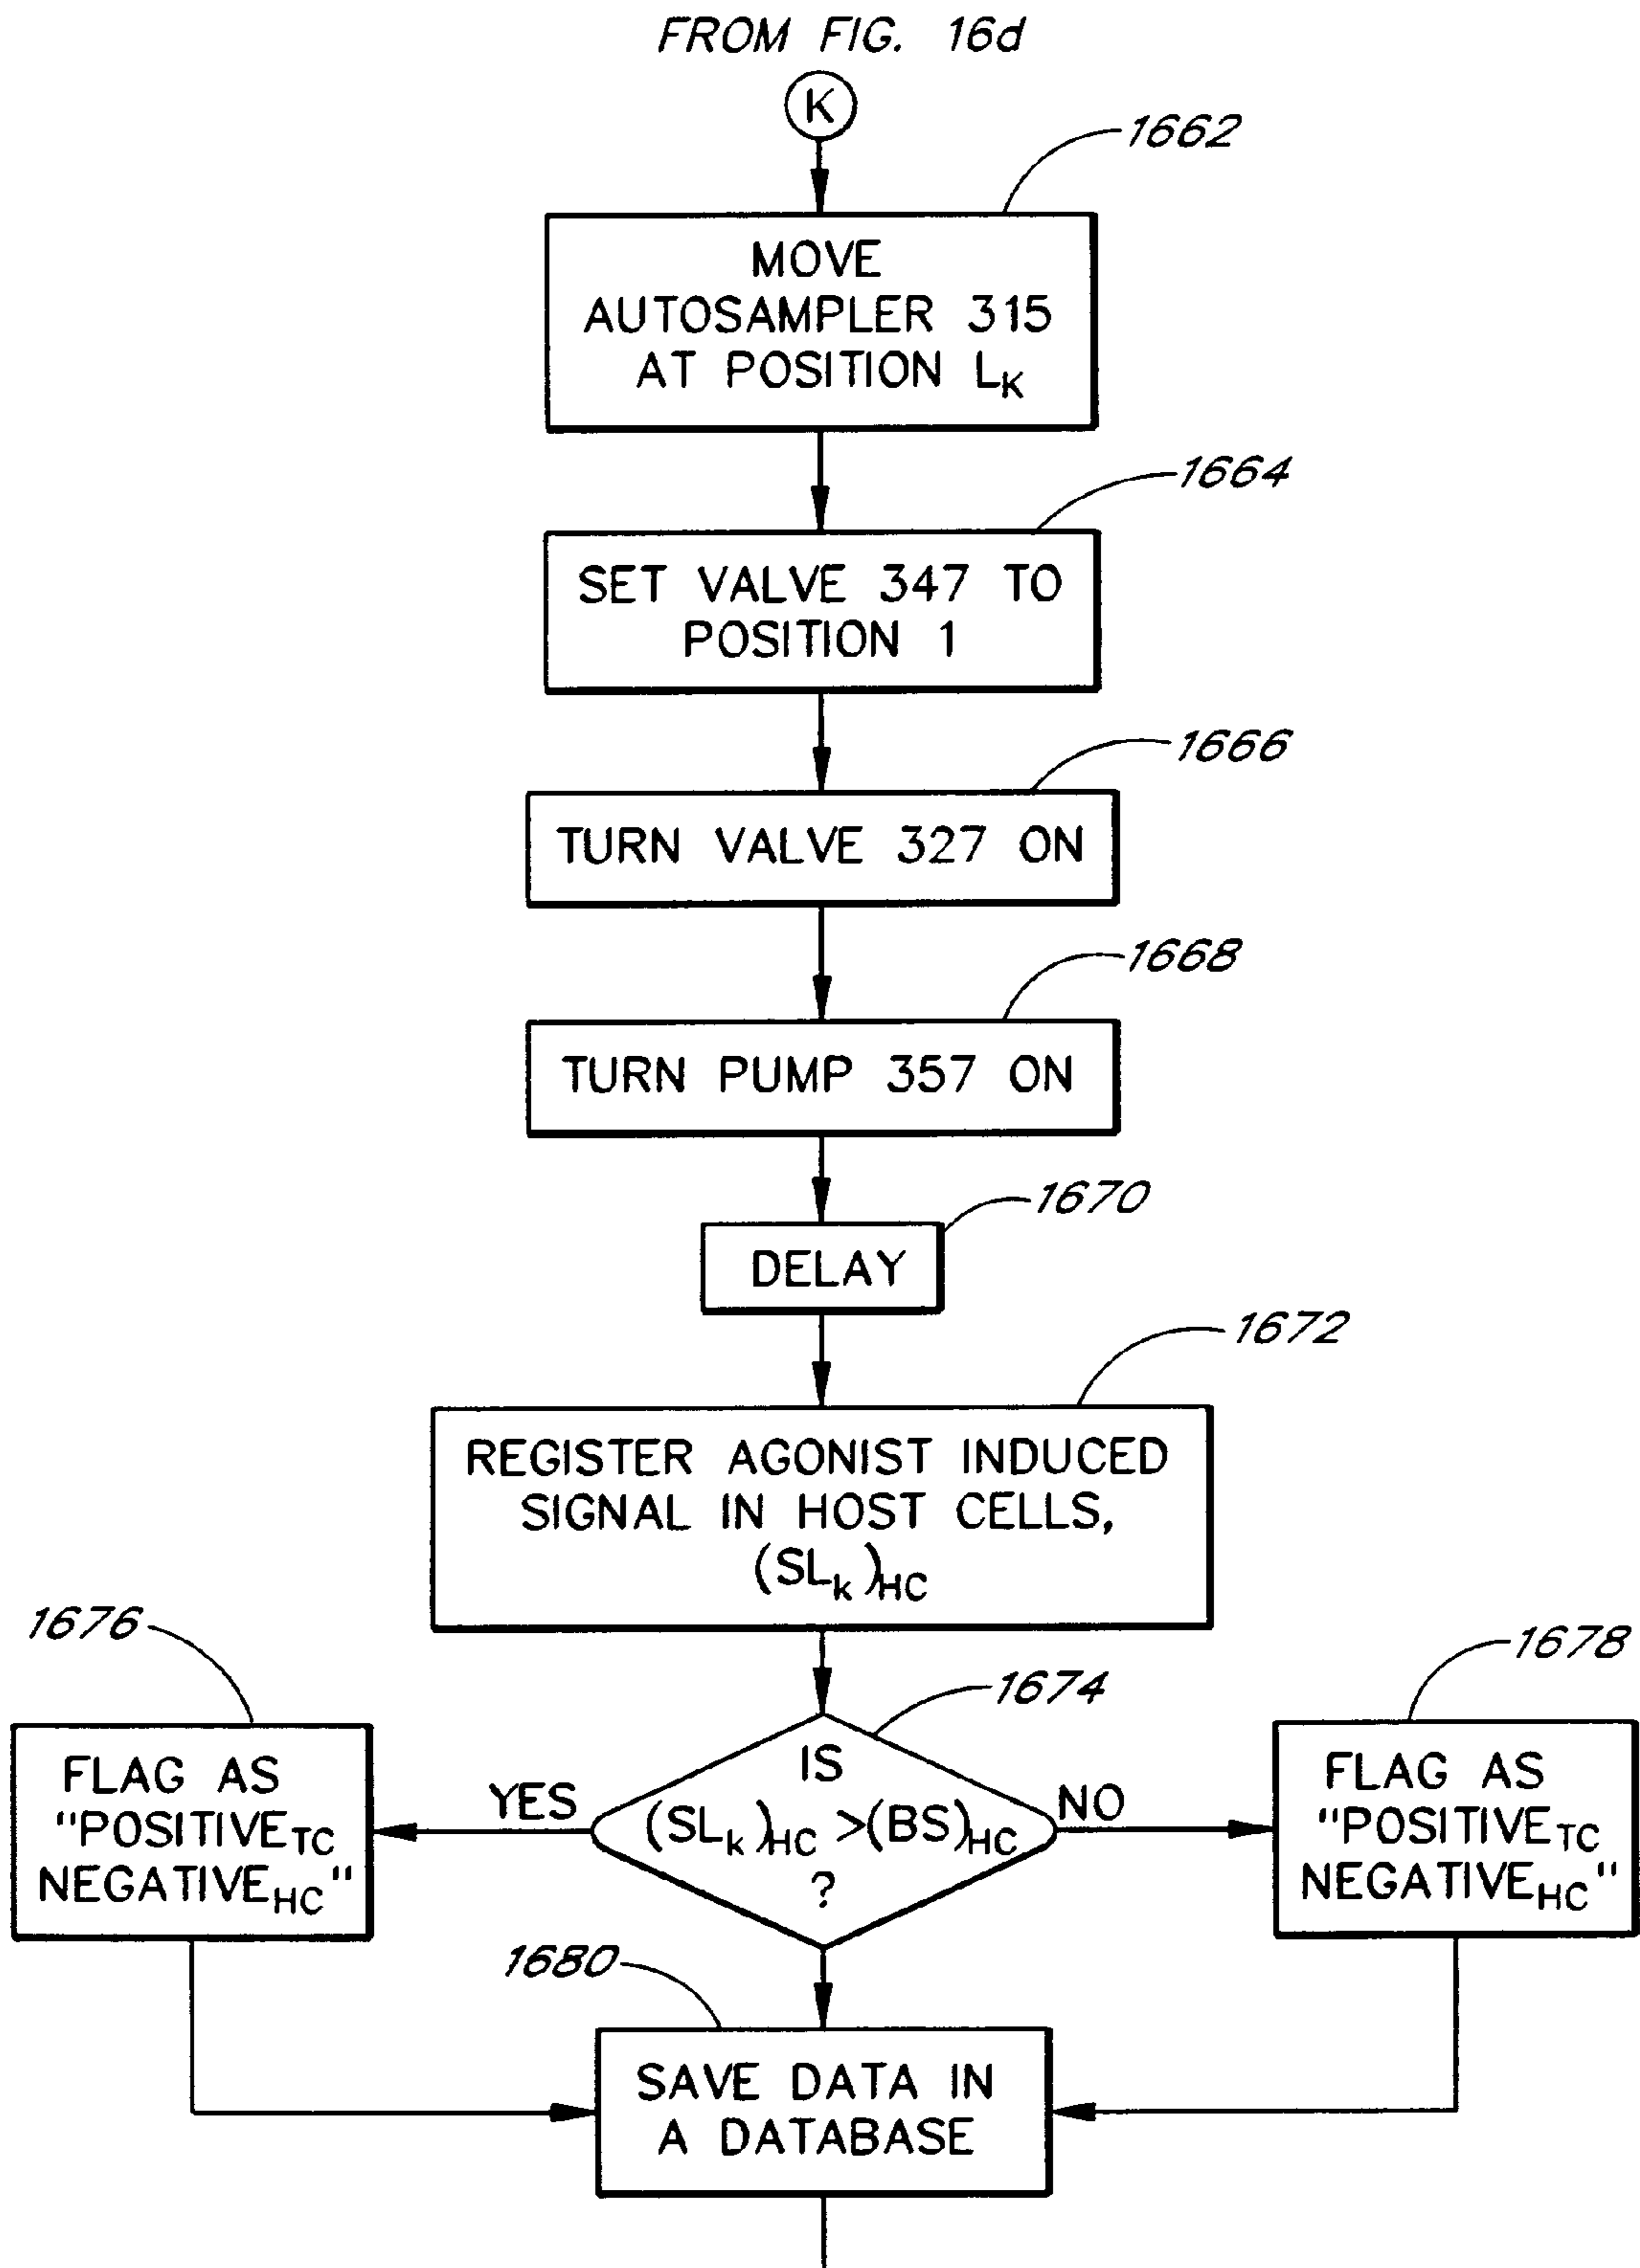 FROM FIG. 16d
K
1662
MOVE
AUTOSAMPLER 315
AT POSITION L_K
1664
SET VALVE 347 TO
POSITION 1
1666
TURN VALVE 327 ON
1668
TURN PUMP 357 ON
1670
DELAY
1672
REGISTER AGONIST INDUCED
SIGNAL IN HOST CELLS,
(SL_k)_HC
1676
1678
1674
FLAG AS
"POSITIVE_TC
NEGATIVE_HC"
YES
IS
(SL_k)_HC >(BS)_HC
?
NO
FLAG AS
"POSITIVE_TC
NEGATIVE_HC"
1680
SAVE DATA IN
A DATABASE